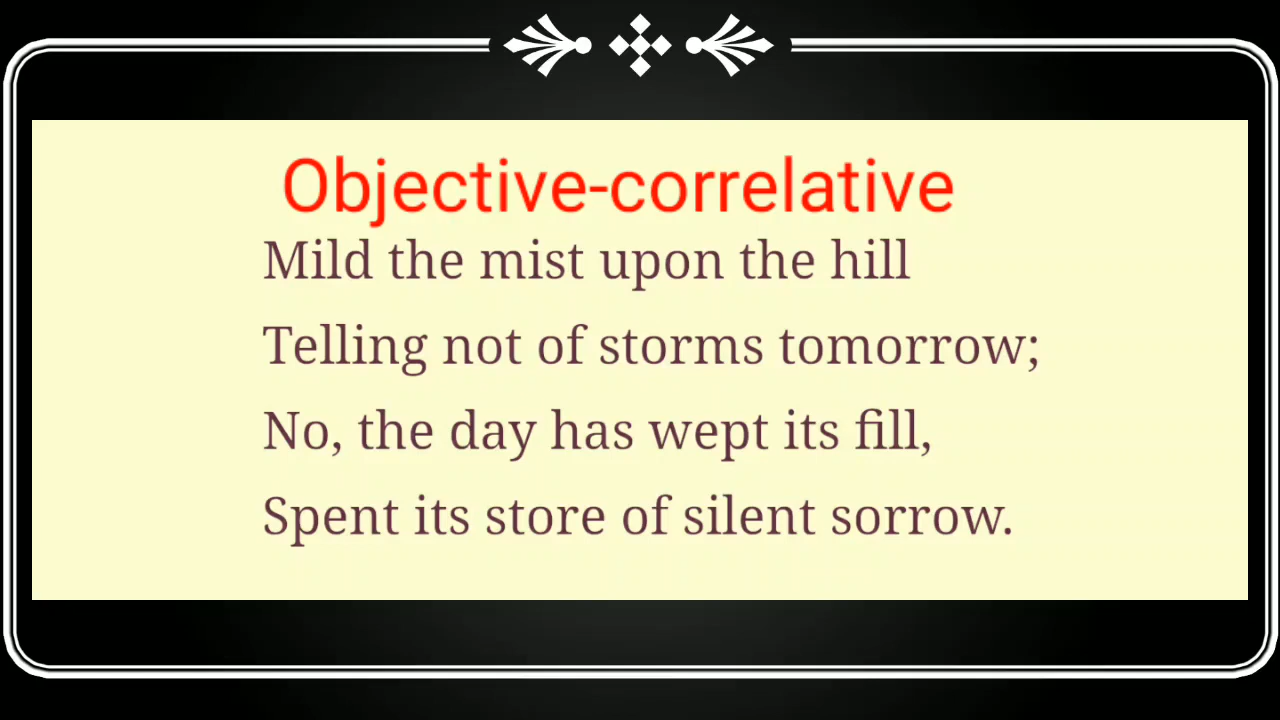 Objective-correlative
Mild the mist upon the hill
Telling not of storms tomorrow;
No, the day has wept its fill,
Spent its store of silent sorrow.